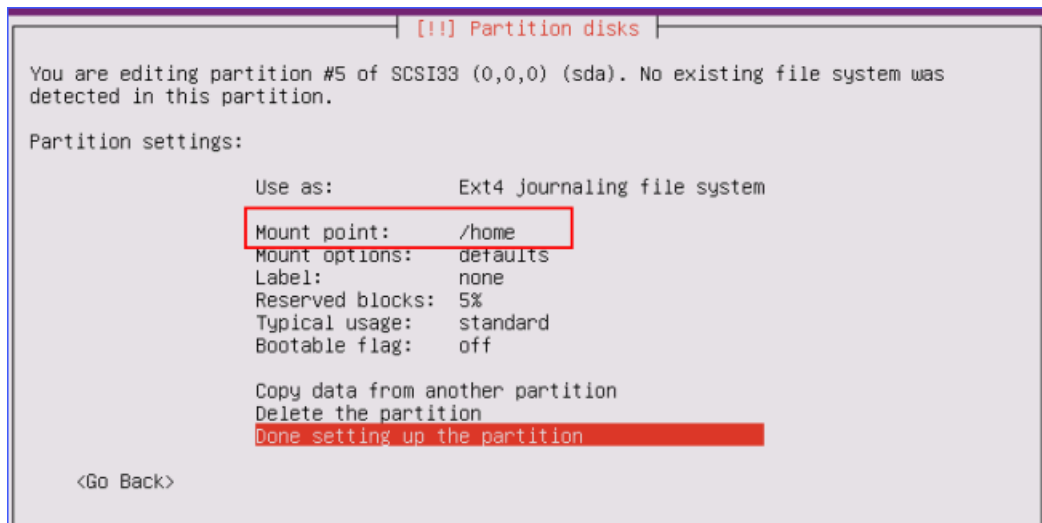 [!!] Partition disks
You are editing partition #5 of SCSI33 (0,0,0) (sda). No existing file system was
detected in this partition.
Partition settings:
Use as: Ext4 journaling file system
Mount point: /home
Mount options: defaults
Label: none
Reserved blocks: 5%
Typical usage: standard
Bootable flag: off
Copy data from another partition
Delete the partition
Done setting up the partition
<Go Back>